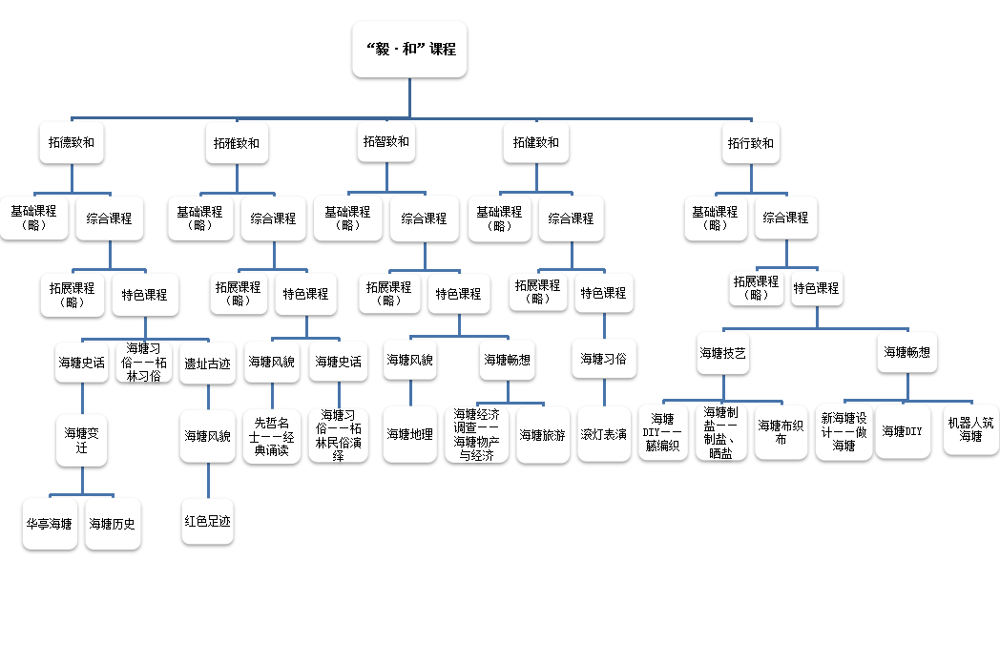 “毅·和”课程
拓德致和
拓雅致和
拓智致和
拓健致和
拓行致和
基础课程
（略）
综合课程
基础课程
（略）
综合课程
基础课程
（略）
综合课程
基础课程
（略）
综合课程
基础课程
（略）
综合课程
拓展课程
（略）
特色课程
拓展课程
（略）
特色课程
拓展课程
（略）
特色课程
拓展课程
（略）
特色课程
拓展课程
（略）
特色课程
海塘史话
海塘习
俗——柘
林习俗
遗址古迹
海塘风貌
海塘史话
海塘风貌
海塘畅想
海塘习俗
海塘技艺
海塘畅想
海塘变
迁
海塘风貌
先哲名
士——经
典诵读
海塘习
俗——柘
林民俗演
绎
海塘地理
海塘经济
调查——
海塘物产
与经济
海塘旅游
滚灯表演
海塘
DIY——
藤编织
海塘制
盐——
制盐、
晒盐
海塘布织
布
新海塘设
计——做
海塘
海塘DIY
机器人筑
海塘
华亭海塘
海塘历史
红色足迹